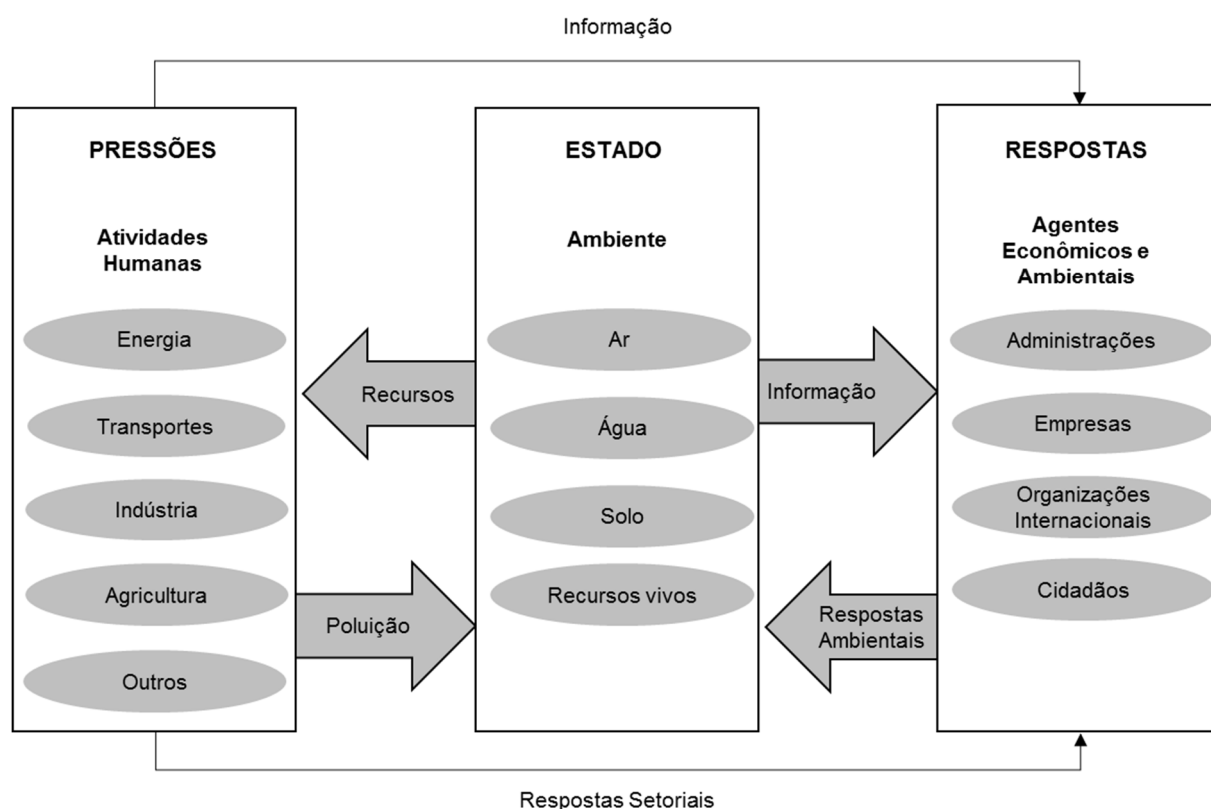 Informação
PRESSÕES
Atividades
Humanas
Energia
Transportes
Indústria
Agricultura
Outros
Recursos
Poluição
ESTADO
Ambiente
Ar
Água
Solo
Recursos vivos
Informação
Respostas
Ambientais
RESPOSTAS
Agentes
Econômicos e
Ambientais
Administrações
Empresas
Organizações
Internacionais
Cidadãos
Respostas Setoriais